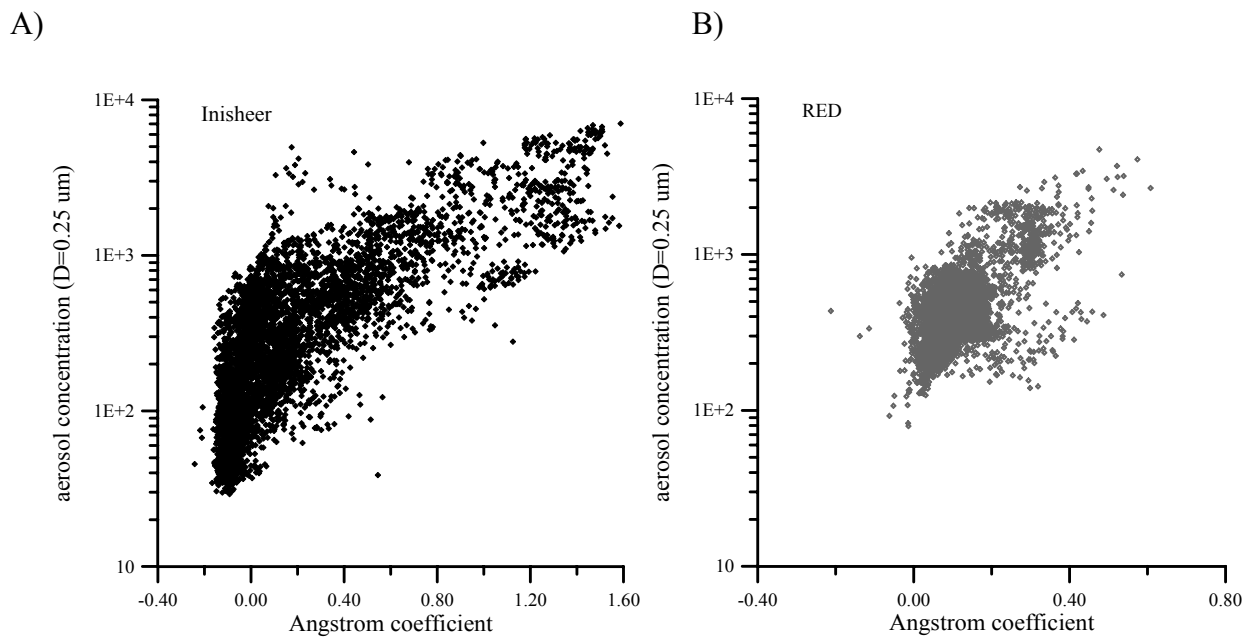 A)
B)
Inisheer
RED
1E+4
1E+3
1E+2
10
-0.40
0.00
0.40
0.80
1.20
1.60
Angstrom coefficient
aerosol concentration (D=0.25 um)
1E+4
1E+3
1E+2
10
-0.40
0.00
0.40
0.80
Angstrom coefficient
aerosol concentration (D=0.25 um)